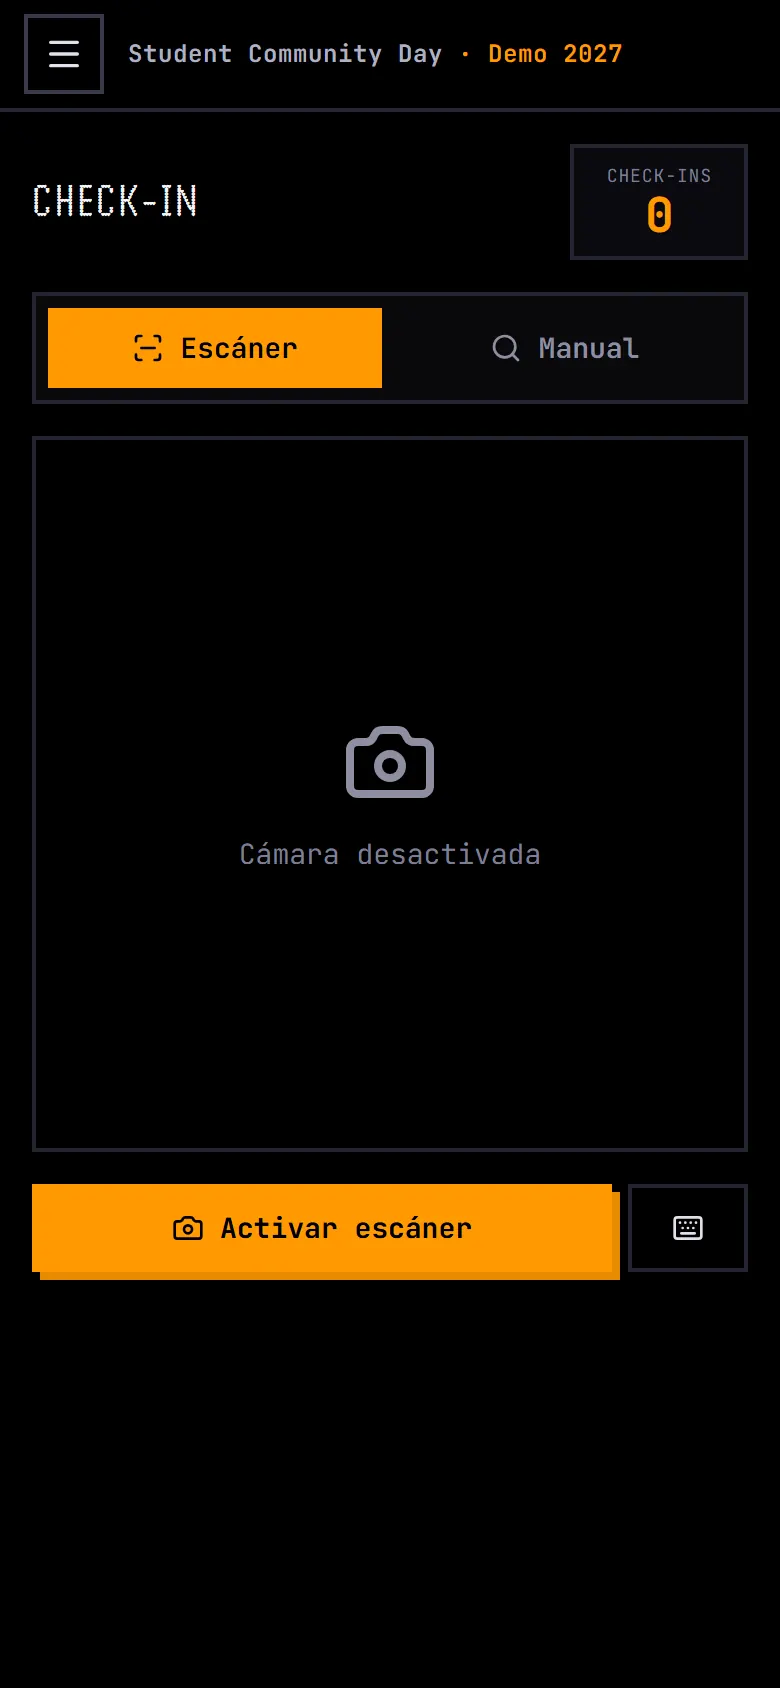 Student Community Day · Demo 2027
CHECK-IN
CHECK-INS
0
Escáner
Manual
Cámara desactivada
Activar escáner